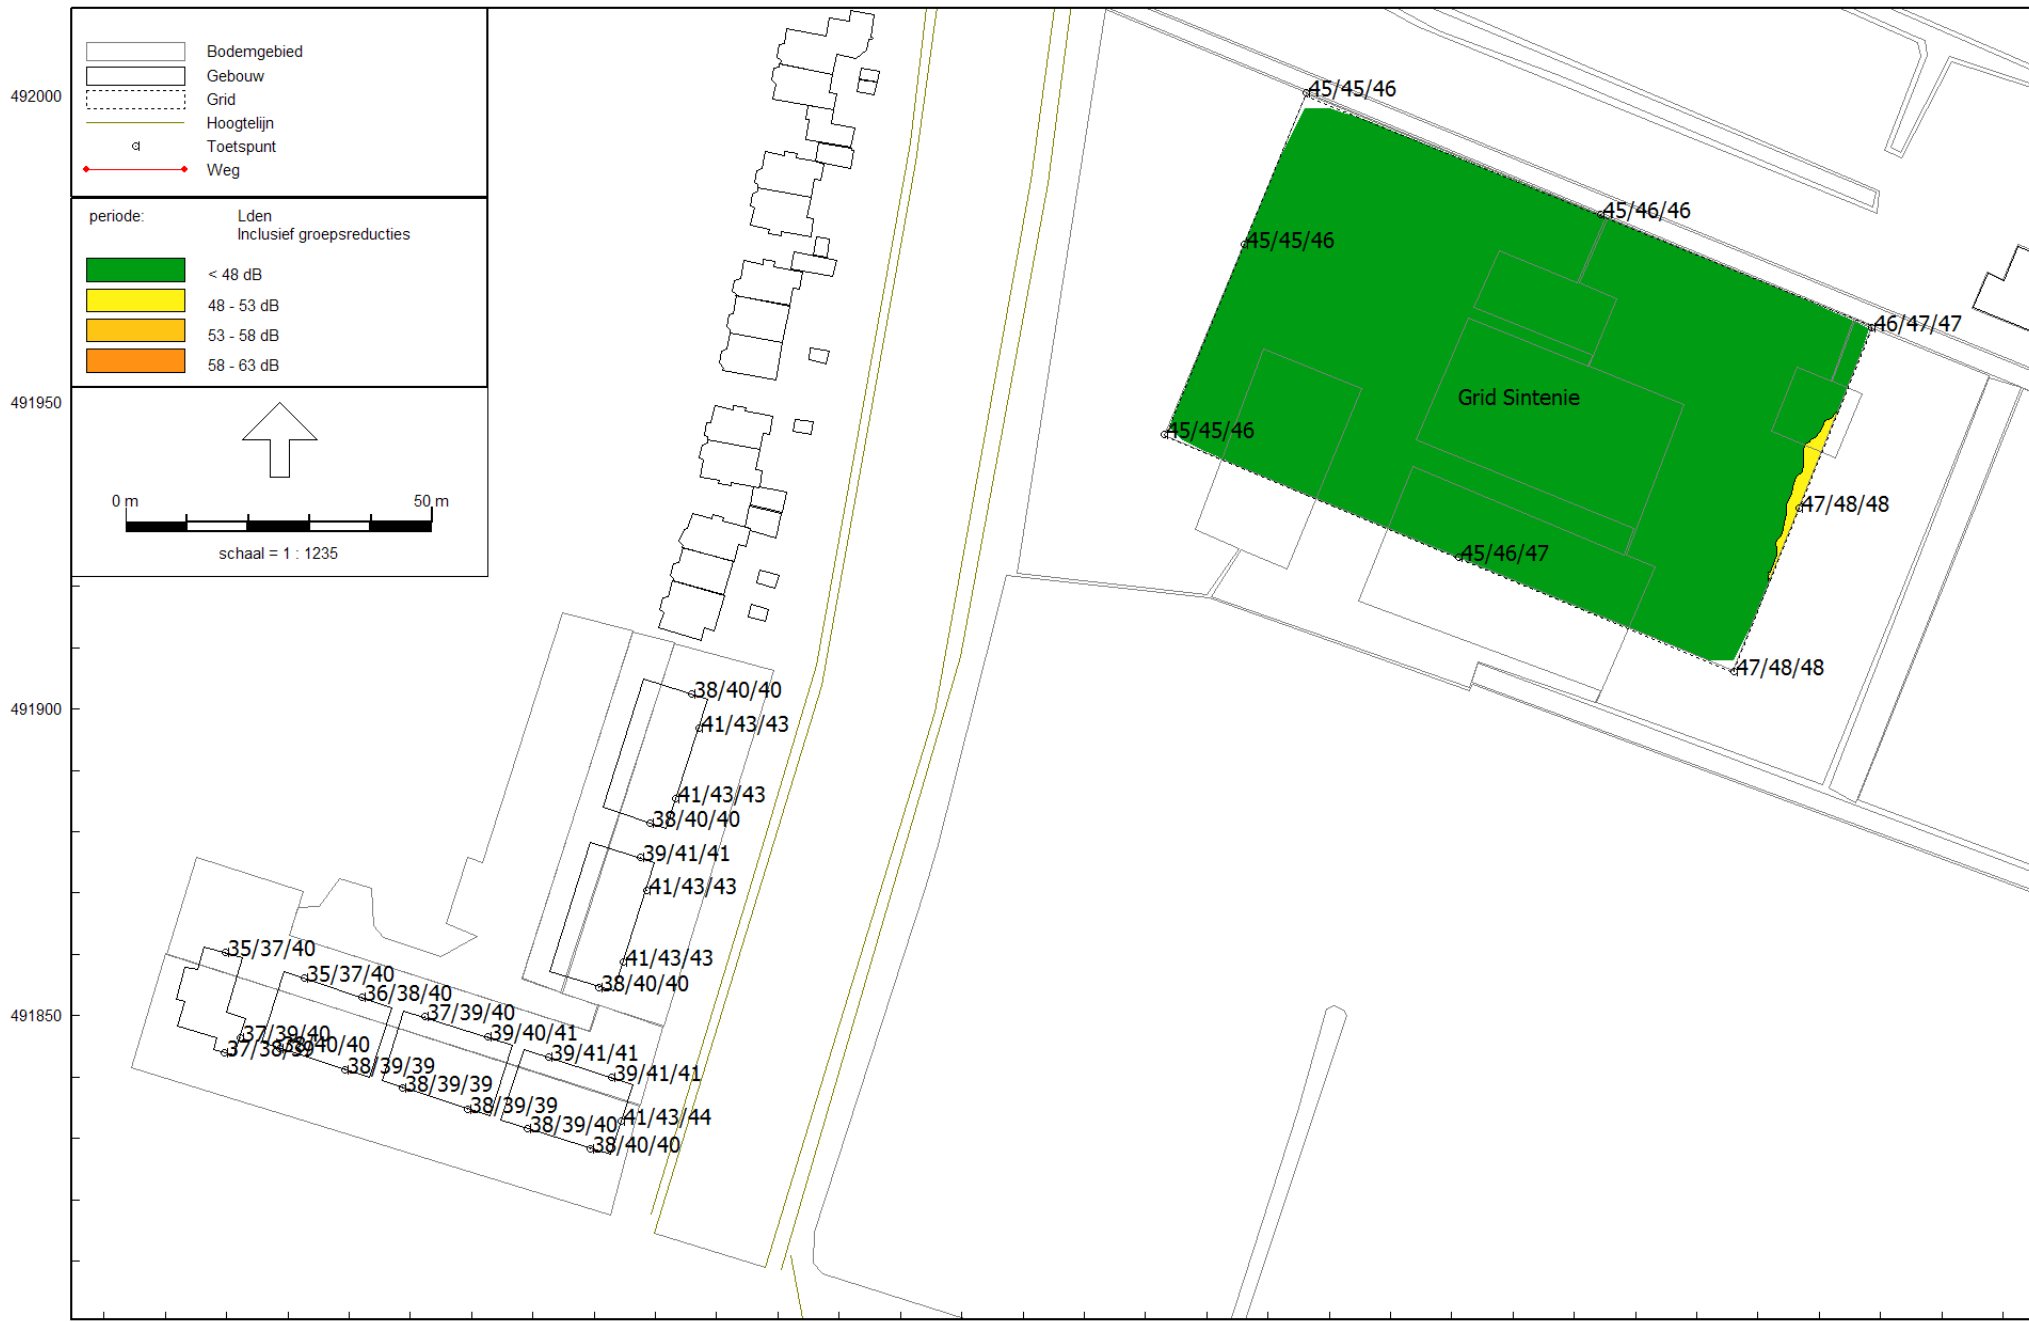 Bodemgebied
Gebouw
Grid
Hoogtelijn
Toetspunt
Weg
periode: Lden
Inclusief groepsreducties
< 48 dB
48 - 53 dB
53 - 58 dB
58 - 63 dB
0 m 50 m
schaal = 1 : 1235
492000
491950
491900
491850
45/45/46
45/46/46
45/45/46
46/47/47
Grid Sintenie
45/45/46
47/48/48
45/46/47
47/48/48
38/40/40
41/43/43
41/43/43
38/40/40
39/41/41
41/43/43
41/43/43
38/40/40
35/37/40
35/37/40
36/38/40
37/39/40
39/40/41
39/41/41
39/41/41
37/39/40
38/40/40
37/38/39
38/39/39
38/39/39
38/39/39
38/39/40
41/43/44
38/40/40